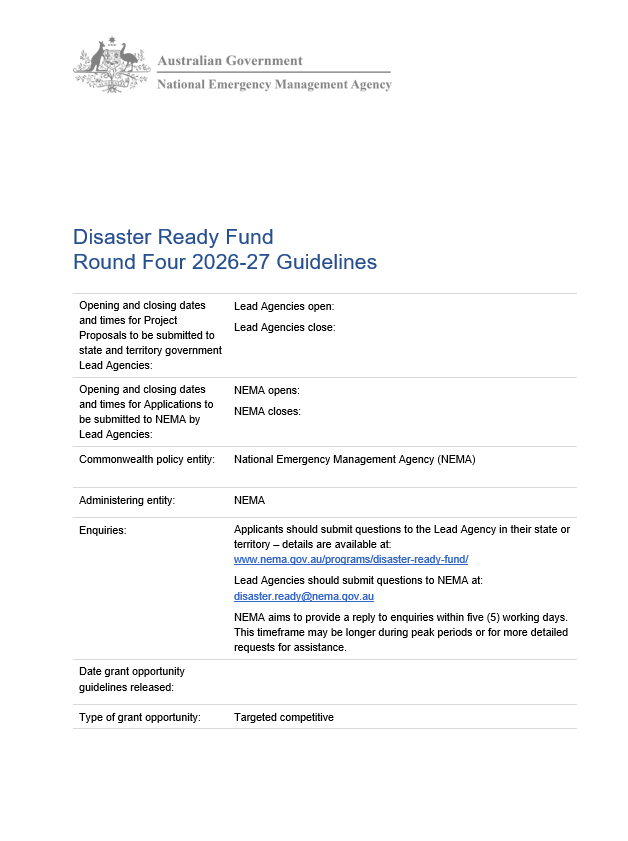 Australian Government
National Emergency Management Agency
Disaster Ready Fund
Round Four 2026-27 Guidelines
Opening and closing dates
and times for Project
Proposals to be submitted to
state and territory government
Lead Agencies:
Lead Agencies open:
Lead Agencies close:
Opening and closing dates
and times for Applications to
be submitted to NEMA by
Lead Agencies:
NEMA opens:
NEMA closes:
Commonwealth policy entity:
National Emergency Management Agency (NEMA)
Administering entity:
NEMA
Enquiries:
Applicants should submit questions to the Lead Agency in their state or
territory – details are available at:
www.nema.gov.au/programs/disaster-ready-fund/
Lead Agencies should submit questions to NEMA at:
disaster.ready@nema.gov.au
NEMA aims to provide a reply to enquiries within five (5) working days.
This timeframe may be longer during peak periods or for more detailed
requests for assistance.
Date grant opportunity
guidelines released:
Type of grant opportunity:
Targeted competitive